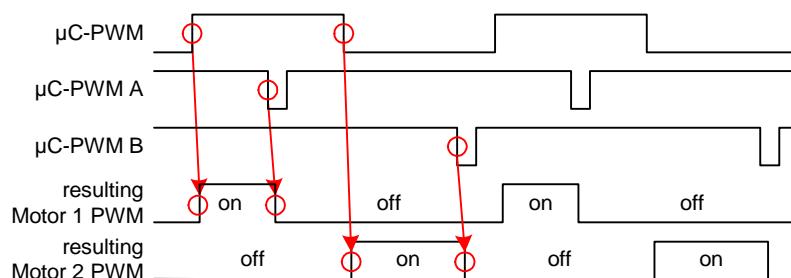 µC-PWM
µC-PWM A
µC-PWM B
resulting
Motor 1 PWM
on
off
on
off
resulting
Motor 2 PWM
off
on
off
on